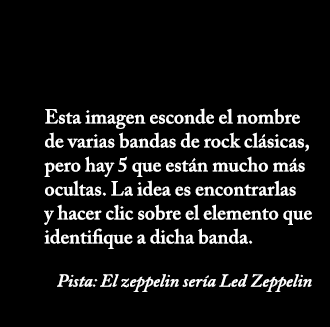 Esta imagen esconde el nombre
de varias bandas de rock clásicas,
pero hay 5 que están mucho más
ocultas. La idea es encontrarlas
y hacer clic sobre el elemento que
identifique a dicha banda.
Pista: El zeppelin sería Led Zeppelin